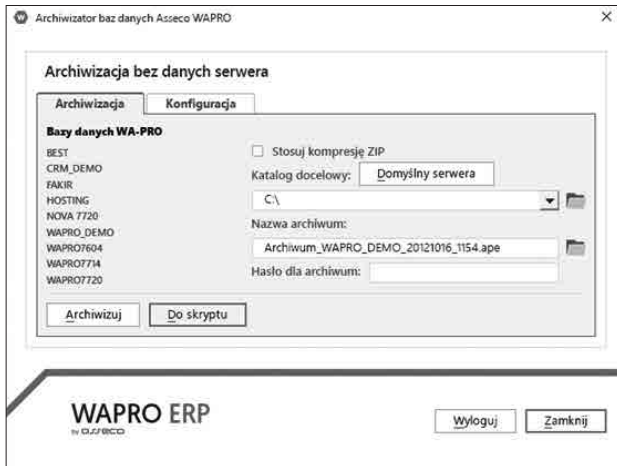 Archiwizator baz danych Asseco WAPRO
Archiwizacja bez danych serwera
Archiwizacja
Konfiguracja
Bazy danych WA-PRO
BEST
CRM_DEMO
FAKIR
HOSTING
NOVA 7720
WAPRO_DEMO
WAPRO7604
WAPRO7714
WAPRO7720
Stosuj kompresję ZIP
Katalog docelowy:
Domyślny serwera
C:\
Nazwa archiwum:
Archiwum_WAPRO_DEMO_20121016_1154.ape
Hasło dla archiwum:
Archiwizuj
Do skryptu
WAPRO ERP
by asseco
Wyloguj
Zamknij